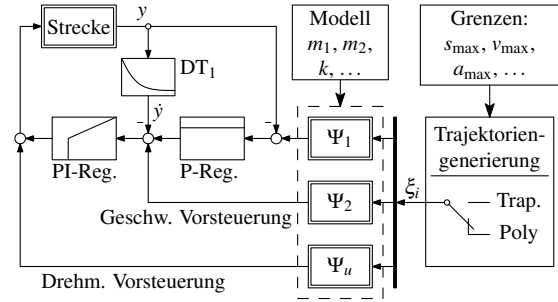 Strecke
y
DT1
ẏ
-
-
PI-Reg.
P-Reg.
Geschw. Vorsteuerung
Drehm. Vorsteuerung
Modell
m1, m2,
k, …
Ψ1
Ψ2
Ψu
ξi
Grenzen:
smax, vmax,
amax, …
Trajektorien-
generierung
Trap.
Poly